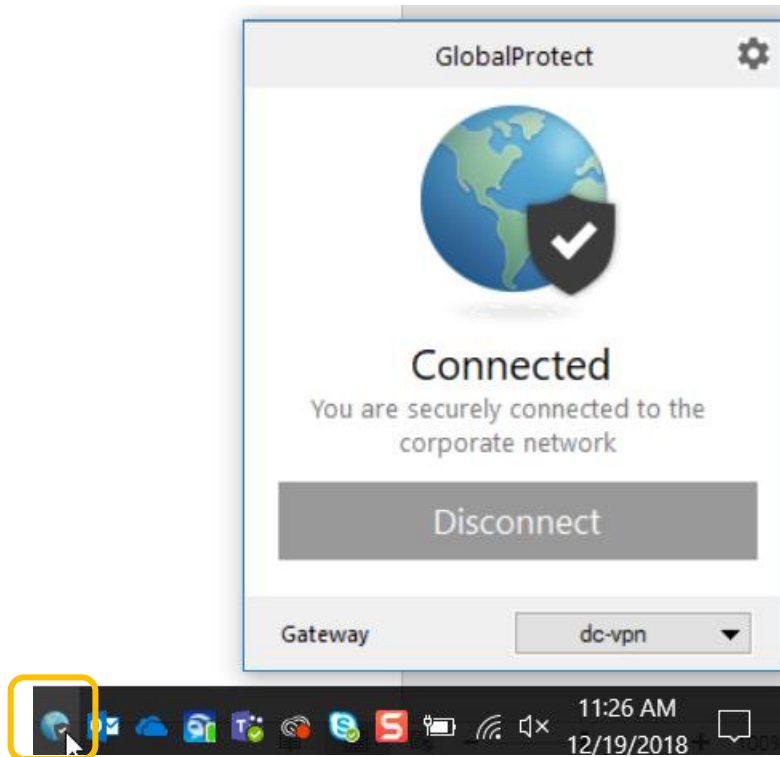 GlobalProtect
Connected
You are securely connected to the
corporate network
Disconnect
Gateway
dc-vpn
11:26 AM
12/19/2018
100%